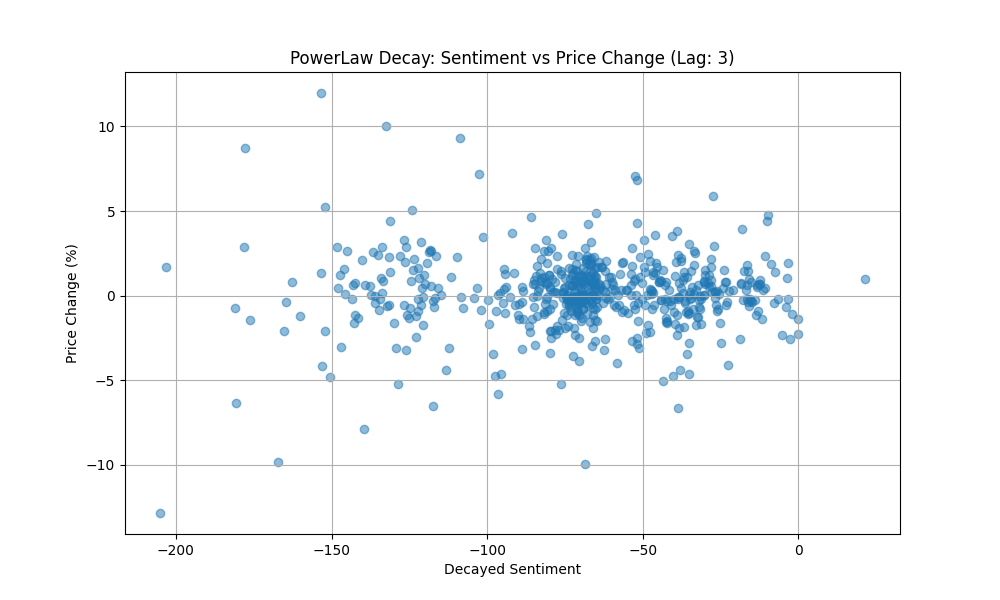 PowerLaw Decay: Sentiment vs Price Change (Lag: 3)
Price Change (%)
10
5
0
−5
−10
−200 −150 −100 −50 0
Decayed Sentiment